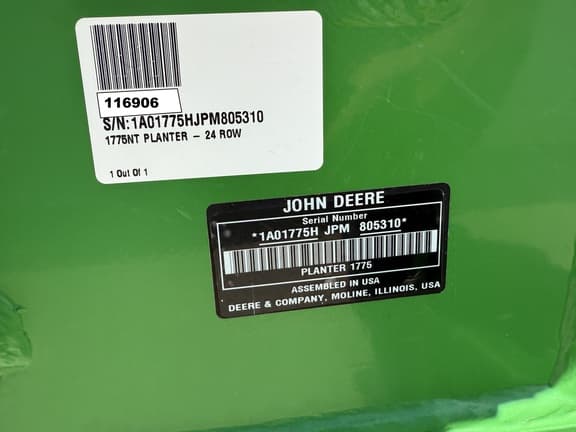 116906
S/N:1A01775HJPM805310
1775NT PLANTER – 24 ROW
1 Out Of 1
JOHN DEERE
Serial Number
*1A01775H JPM 805310*
PLANTER 1775
ASSEMBLED IN USA
DEERE & COMPANY, MOLINE, ILLINOIS, USA